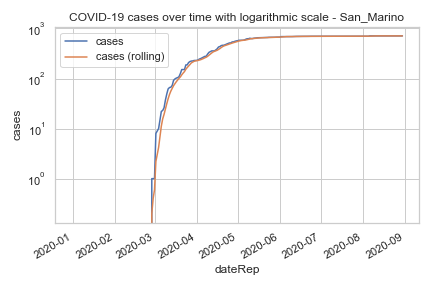 COVID-19 cases over time with logarithmic scale - San_Marino
cases
cases (rolling)
cases
10³
10²
10¹
10⁰
2020-01
2020-02
2020-03
2020-04
2020-05
2020-06
2020-07
2020-08
2020-09
dateRep